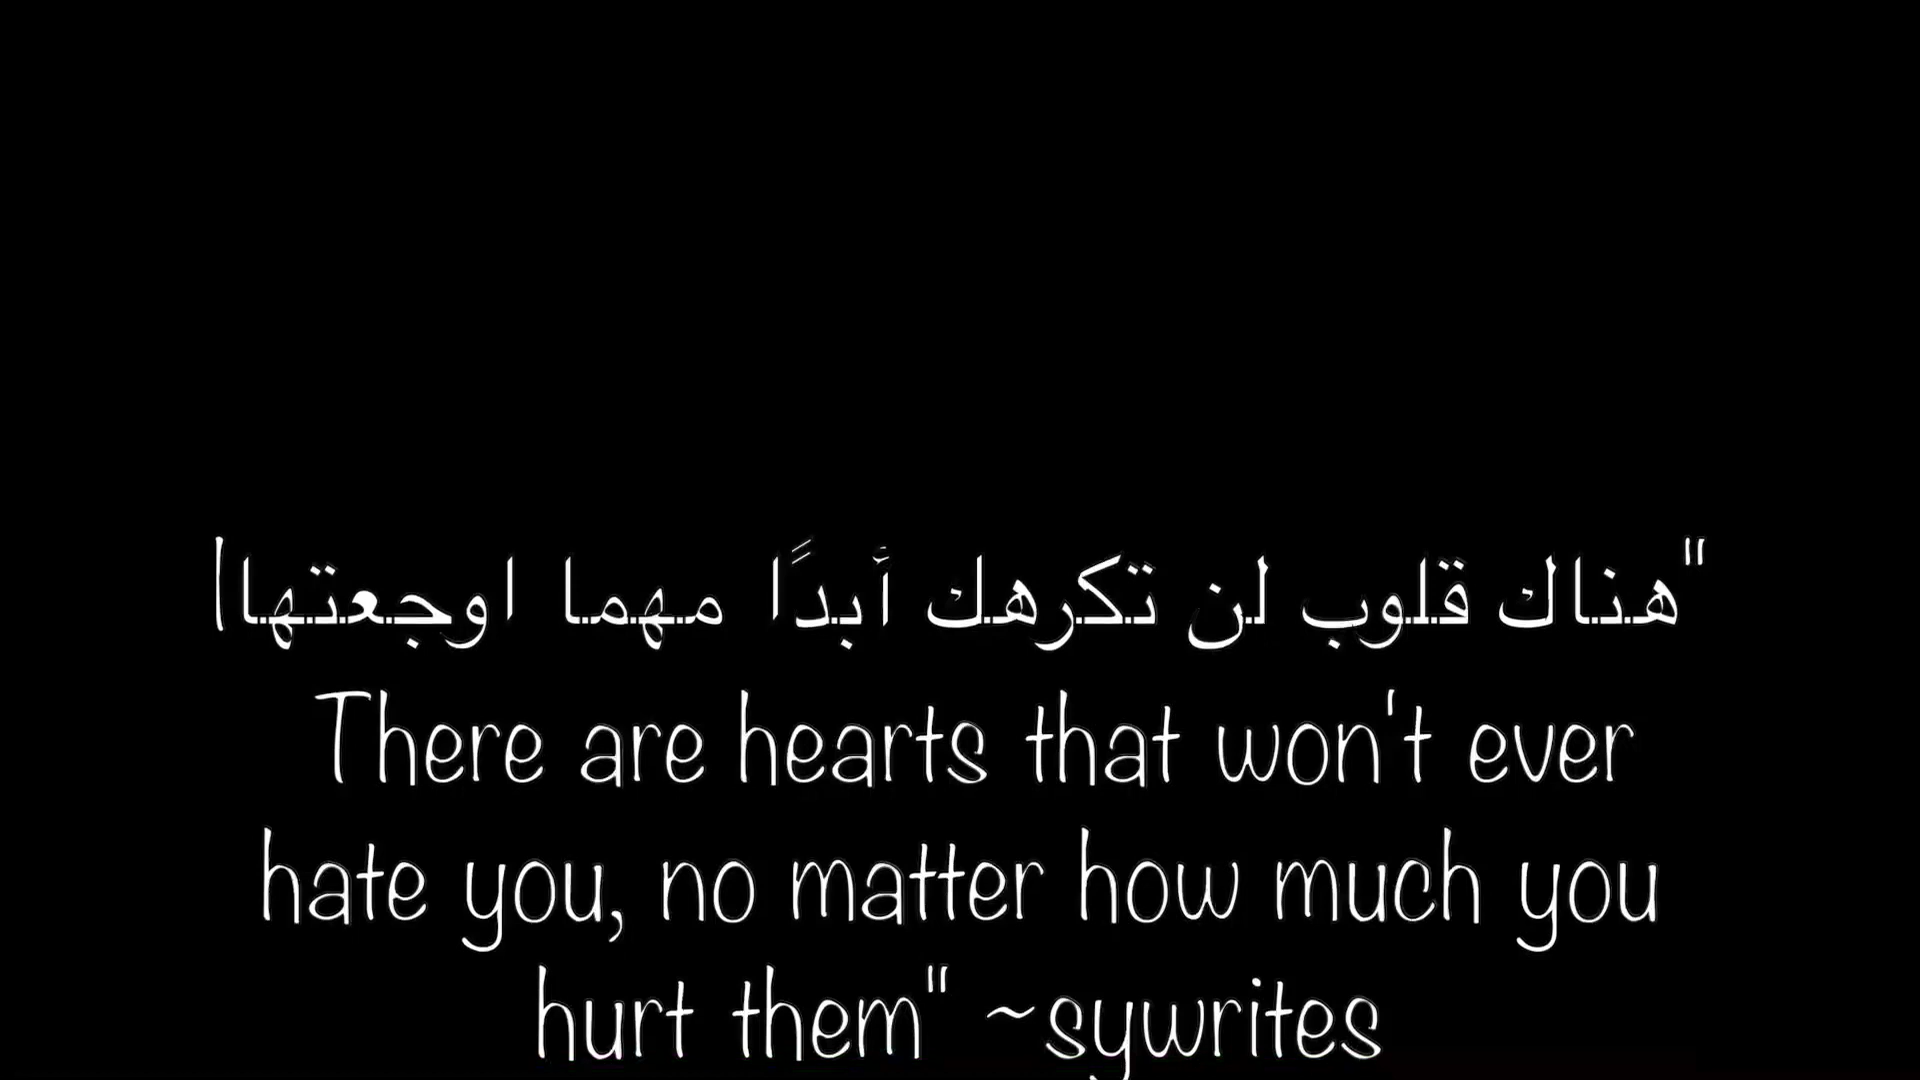 "هناك قلوب لن تكرهك أبدًا مهما اوجعتها|
There are hearts that won't ever
hate you, no matter how much you
hurt them" ~sywrites